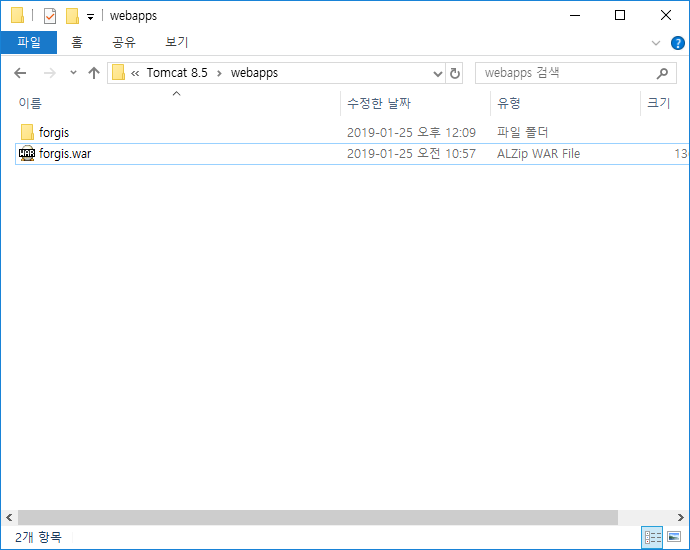 webapps
파일 홈 공유 보기
Tomcat 8.5 webapps webapps 검색
이름 수정한 날짜 유형 크기
forgis 2019-01-25 오후 12:09 파일 폴더
forgis.war 2019-01-25 오전 10:57 ALZip WAR File 13
2개 항목